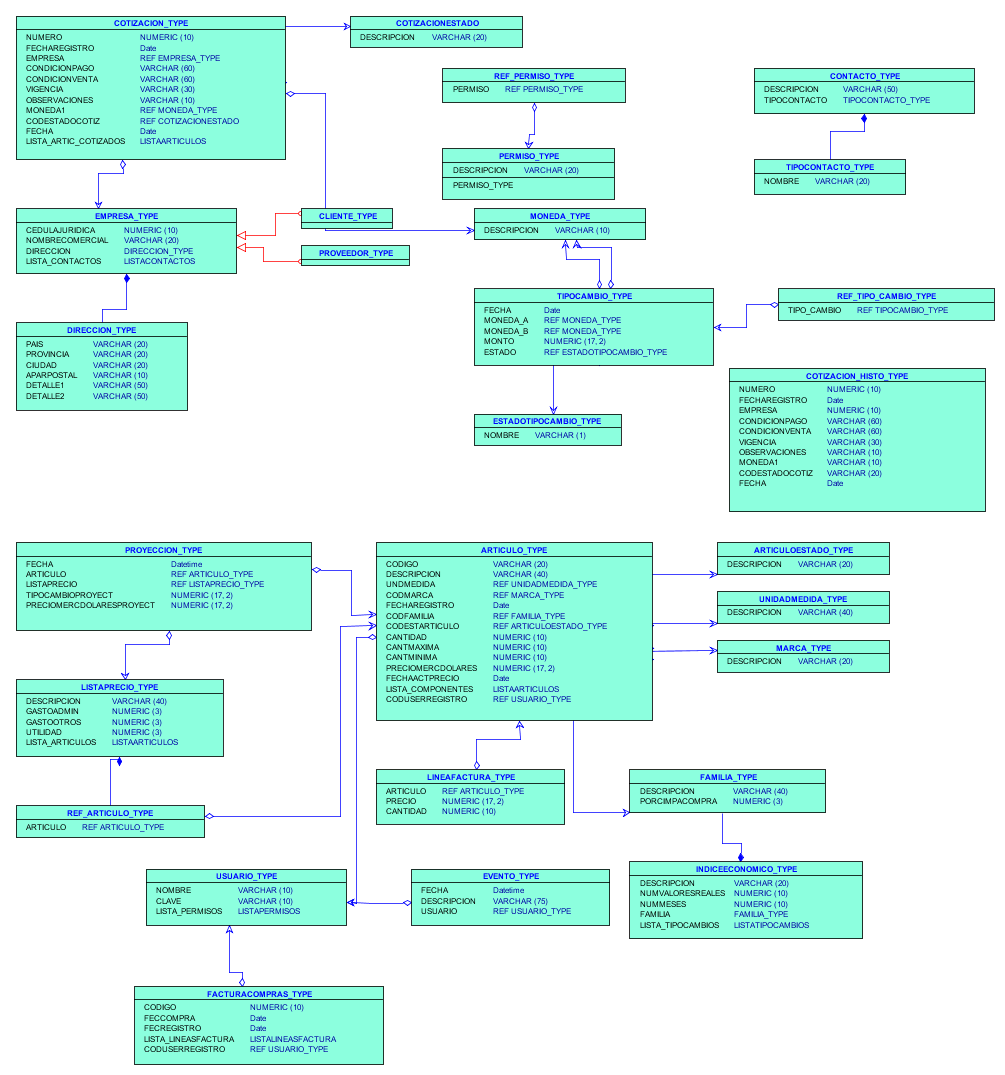 COTIZACION_TYPE
NUMERO NUMERIC (10)
FECHAREGISTRO Date
EMPRESA REF EMPRESA_TYPE
CONDICIONPAGO VARCHAR (60)
CONDICIONVENTA VARCHAR (60)
VIGENCIA VARCHAR (30)
OBSERVACIONES VARCHAR (10)
MONEDA1 REF MONEDA_TYPE
CODESTADOCOTIZ REF COTIZACIONESTADO
FECHA Date
LISTA_ARTIC_COTIZADOS LISTAARTICULOS
COTIZACIONESTADO
DESCRIPCION VARCHAR (20)
REF_PERMISO_TYPE
PERMISO REF PERMISO_TYPE
CONTACTO_TYPE
DESCRIPCION VARCHAR (50)
TIPOCONTACTO TIPOCONTACTO_TYPE
PERMISO_TYPE
DESCRIPCION VARCHAR (20)
PERMISO_TYPE
TIPOCONTACTO_TYPE
NOMBRE VARCHAR (20)
EMPRESA_TYPE
CEDULAJURIDICA NUMERIC (10)
NOMBRECOMERCIAL VARCHAR (20)
DIRECCION DIRECCION_TYPE
LISTA_CONTACTOS LISTACONTACTOS
CLIENTE_TYPE
PROVEEDOR_TYPE
MONEDA_TYPE
DESCRIPCION VARCHAR (10)
DIRECCION_TYPE
PAIS VARCHAR (20)
PROVINCIA VARCHAR (20)
CIUDAD VARCHAR (20)
APARPOSTAL VARCHAR (10)
DETALLE1 VARCHAR (50)
DETALLE2 VARCHAR (50)
TIPOCAMBIO_TYPE
FECHA Date
MONEDA_A REF MONEDA_TYPE
MONEDA_B REF MONEDA_TYPE
MONTO NUMERIC (17, 2)
ESTADO REF ESTADOTIPOCAMBIO_TYPE
REF_TIPO_CAMBIO_TYPE
TIPO_CAMBIO REF TIPOCAMBIO_TYPE
ESTADOTIPOCAMBIO_TYPE
NOMBRE VARCHAR (1)
COTIZACION_HISTO_TYPE
NUMERO NUMERIC (10)
FECHAREGISTRO Date
EMPRESA NUMERIC (10)
CONDICIONPAGO VARCHAR (60)
CONDICIONVENTA VARCHAR (60)
VIGENCIA VARCHAR (30)
OBSERVACIONES VARCHAR (10)
MONEDA1 VARCHAR (10)
CODESTADOCOTIZ VARCHAR (20)
FECHA Date
PROYECCION_TYPE
FECHA Datetime
ARTICULO REF ARTICULO_TYPE
LISTAPRECIO REF LISTAPRECIO_TYPE
TIPOCAMBIOPROYECT NUMERIC (17, 2)
PRECIOMERCDOLARESPROYECT NUMERIC (17, 2)
ARTICULO_TYPE
CODIGO VARCHAR (20)
DESCRIPCION VARCHAR (40)
UNDMEDIDA REF UNIDADMEDIDA_TYPE
CODMARCA REF MARCA_TYPE
FECHAREGISTRO Date
CODFAMILIA REF FAMILIA_TYPE
CODESTARTICULO REF ARTICULOESTADO_TYPE
CANTIDAD NUMERIC (10)
CANTMAXIMA NUMERIC (10)
CANTMINIMA NUMERIC (10)
PRECIOMERCDOLARES NUMERIC (17, 2)
FECHAACTPRECIO Date
LISTA_COMPONENTES LISTAARTICULOS
CODUSERREGISTRO REF USUARIO_TYPE
ARTICULOESTADO_TYPE
DESCRIPCION VARCHAR (20)
UNIDADMEDIDA_TYPE
DESCRIPCION VARCHAR (40)
MARCA_TYPE
DESCRIPCION VARCHAR (20)
LISTAPRECIO_TYPE
DESCRIPCION VARCHAR (40)
GASTOADMIN NUMERIC (3)
GASTOOTROS NUMERIC (3)
UTILIDAD NUMERIC (3)
LISTA_ARTICULOS LISTAARTICULOS
REF_ARTICULO_TYPE
ARTICULO REF ARTICULO_TYPE
LINEAFACTURA_TYPE
ARTICULO REF ARTICULO_TYPE
PRECIO NUMERIC (17, 2)
CANTIDAD NUMERIC (10)
FAMILIA_TYPE
DESCRIPCION VARCHAR (40)
PORCIMPACOMPRA NUMERIC (3)
USUARIO_TYPE
NOMBRE VARCHAR (10)
CLAVE VARCHAR (10)
LISTA_PERMISOS LISTAPERMISOS
EVENTO_TYPE
FECHA Datetime
DESCRIPCION VARCHAR (75)
USUARIO REF USUARIO_TYPE
INDICEECONOMICO_TYPE
DESCRIPCION VARCHAR (20)
NUMVALORESREALES NUMERIC (10)
NUMMESES NUMERIC (10)
FAMILIA FAMILIA_TYPE
LISTA_TIPOCAMBIOS LISTATIPOCAMBIOS
FACTURACOMPRAS_TYPE
CODIGO NUMERIC (10)
FECCOMPRA Date
FECREGISTRO Date
LISTA_LINEASFACTURA LISTALINEASFACTURA
CODUSERREGISTRO REF USUARIO_TYPE